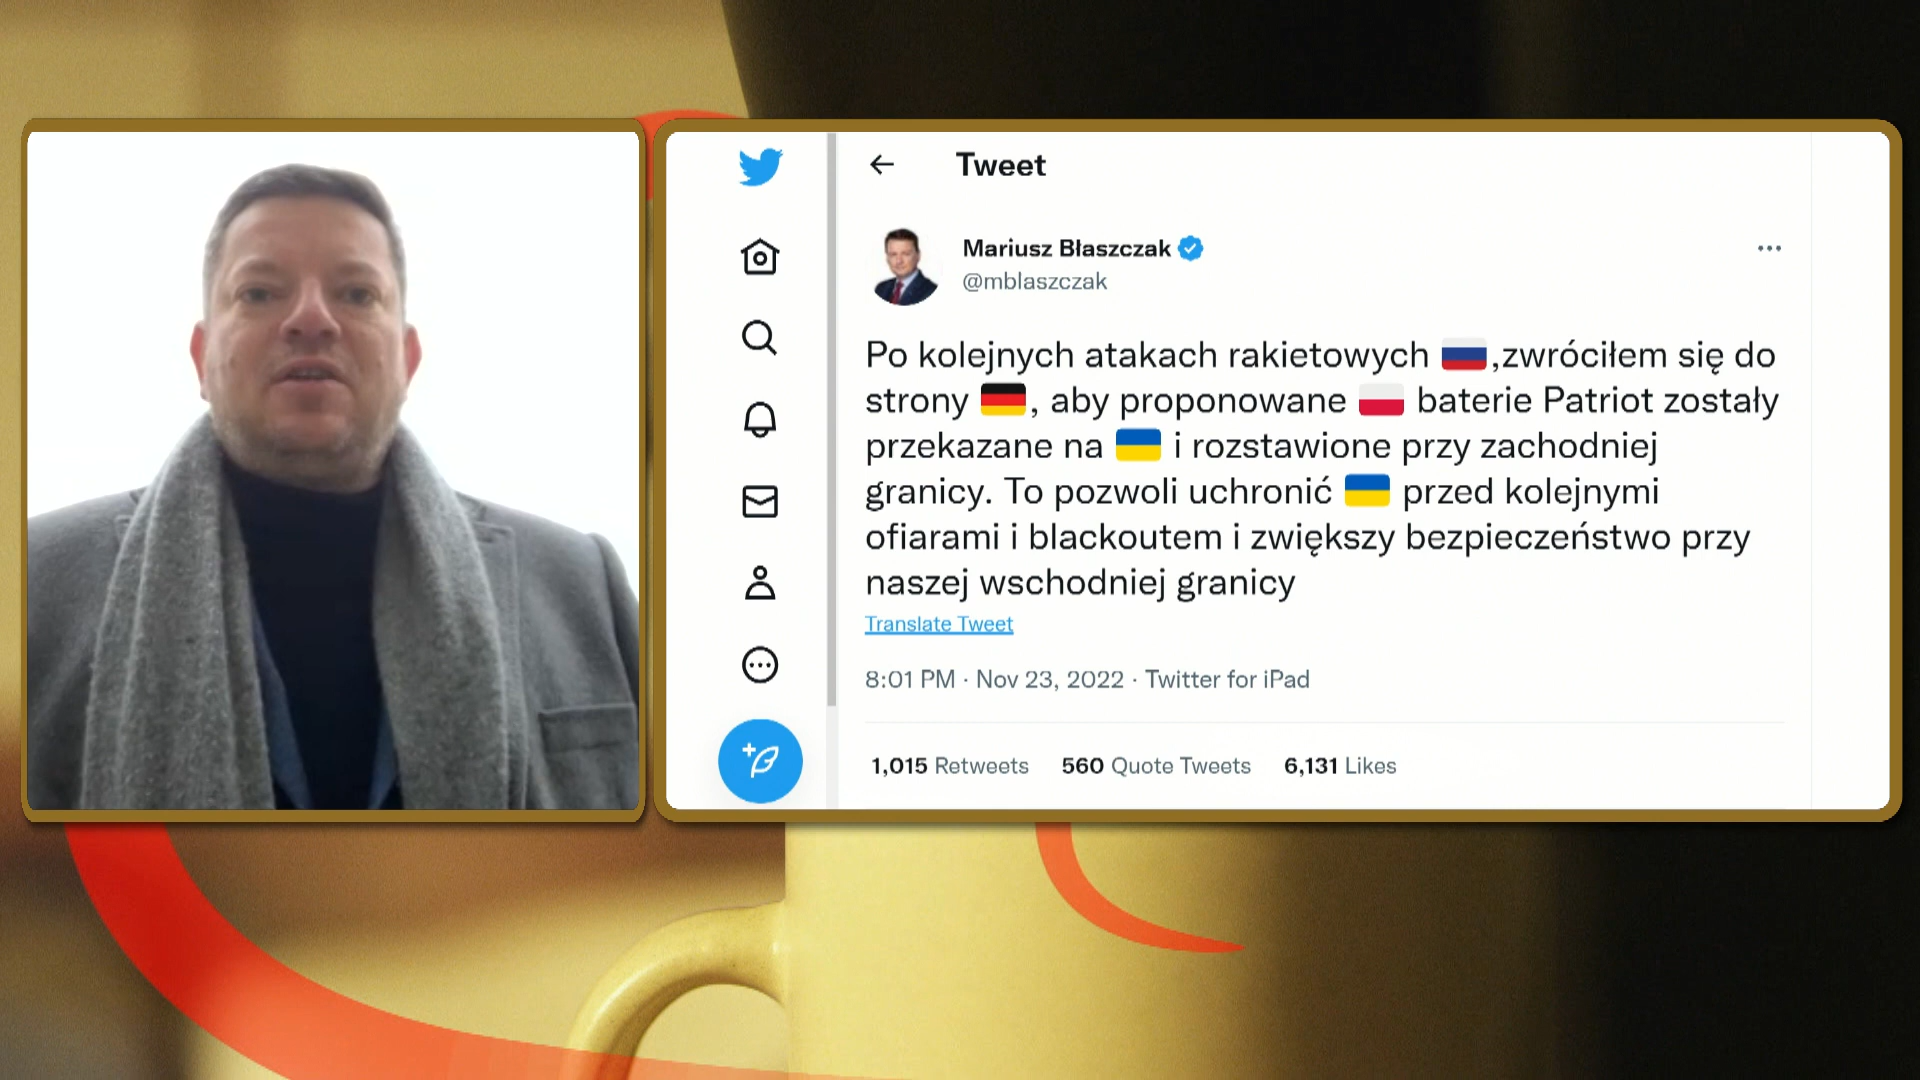 Tweet
Mariusz Błaszczak
@mblaszczak
Po kolejnych atakach rakietowych 🇷🇺,zwróciłem się do
strony 🇩🇪, aby proponowane 🇵🇱 baterie Patriot zostały
przekazane na 🇺🇦 i rozstawione przy zachodniej
granicy. To pozwoli uchronić 🇺🇦 przed kolejnymi
ofiarami i blackoutem i zwiększy bezpieczeństwo przy
naszej wschodniej granicy
Translate Tweet
8:01 PM · Nov 23, 2022 · Twitter for iPad
1,015 Retweets 560 Quote Tweets 6,131 Likes